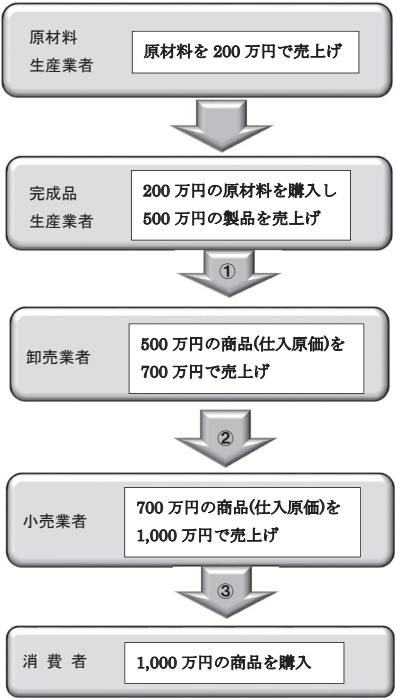 原材料
生産業者
原材料を 200 万円で売上げ
完成品
生産業者
200 万円の原材料を購入し
500 万円の製品を売上げ
①
卸売業者
500 万円の商品(仕入原価)を
700 万円で売上げ
②
小売業者
700 万円の商品(仕入原価)を
1,000 万円で売上げ
③
消 費 者
1,000 万円の商品を購入